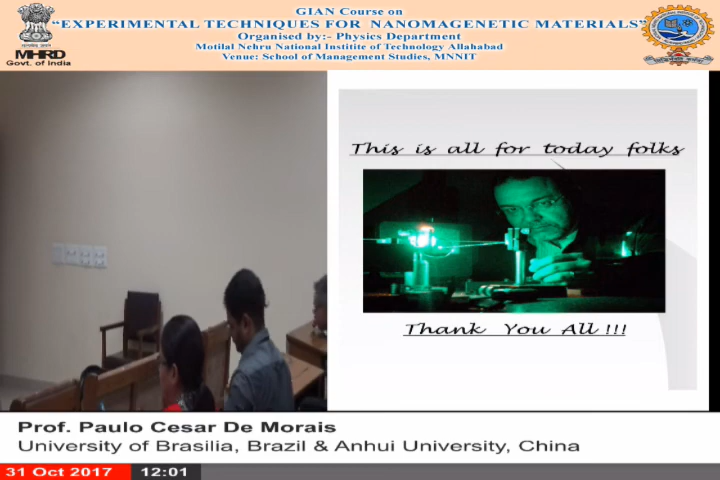 GIAN Course on
“EXPERIMENTAL TECHNIQUES FOR NANOMAGENETIC MATERIALS”
Organised by:- Physics Department
Motilal Nehru National Institite of Technology Allahabad
Venue: School of Management Studies, MNNIT
MHRD
Govt. of India
This is all for today folks
Thank You All !!!
Prof. Paulo Cesar De Morais
University of Brasilia, Brazil & Anhui University, China
31 Oct 2017 12:01